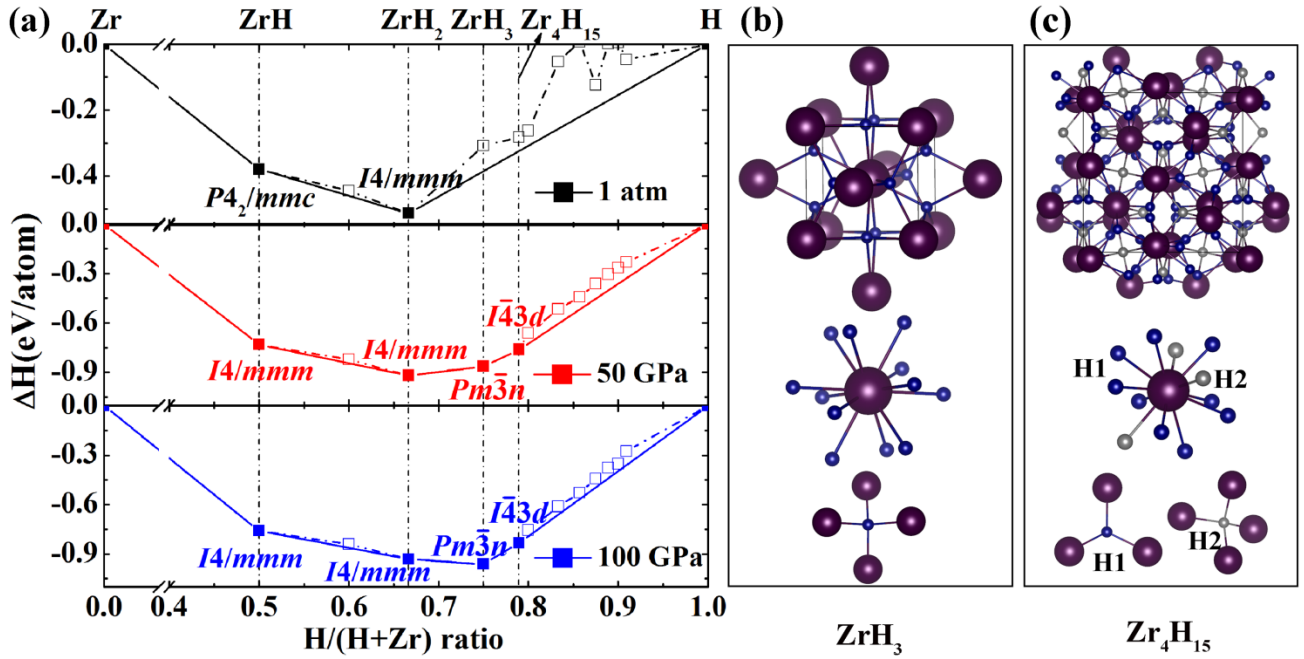 (a)
Zr ZrH ZrH₂ ZrH₃ Zr₄H₁₅ H
0.0
-0.2
-0.4
0.0
P4₂/mmc
I4/mmm
1 atm
ΔH(eV/atom)
-0.3
-0.6
-0.9
0.0
I4/mmm
I4/mmm
Pm3̄n
I4̄3d
50 GPa
-0.3
-0.6
-0.9
I4/mmm
I4/mmm
Pm3̄n
I4̄3d
100 GPa
0.0 0.4 0.5 0.6 0.7 0.8 0.9 1.0
H/(H+Zr) ratio
(b)
ZrH₃
(c)
H1
H2
H1
H2
Zr₄H₁₅